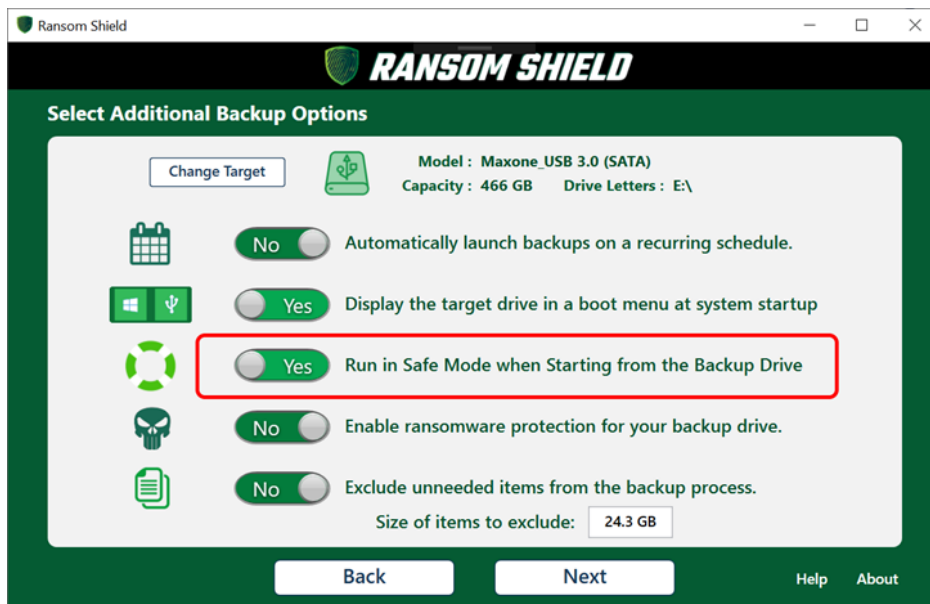 Ransom Shield
RANSOM SHIELD
Select Additional Backup Options
Change Target
Model : Maxone_USB 3.0 (SATA)
Capacity : 466 GB Drive Letters : E:\
No Automatically launch backups on a recurring schedule.
Yes Display the target drive in a boot menu at system startup
Yes Run in Safe Mode when Starting from the Backup Drive
No Enable ransomware protection for your backup drive.
No Exclude unneeded items from the backup process.
Size of items to exclude: 24.3 GB
Back Next Help About